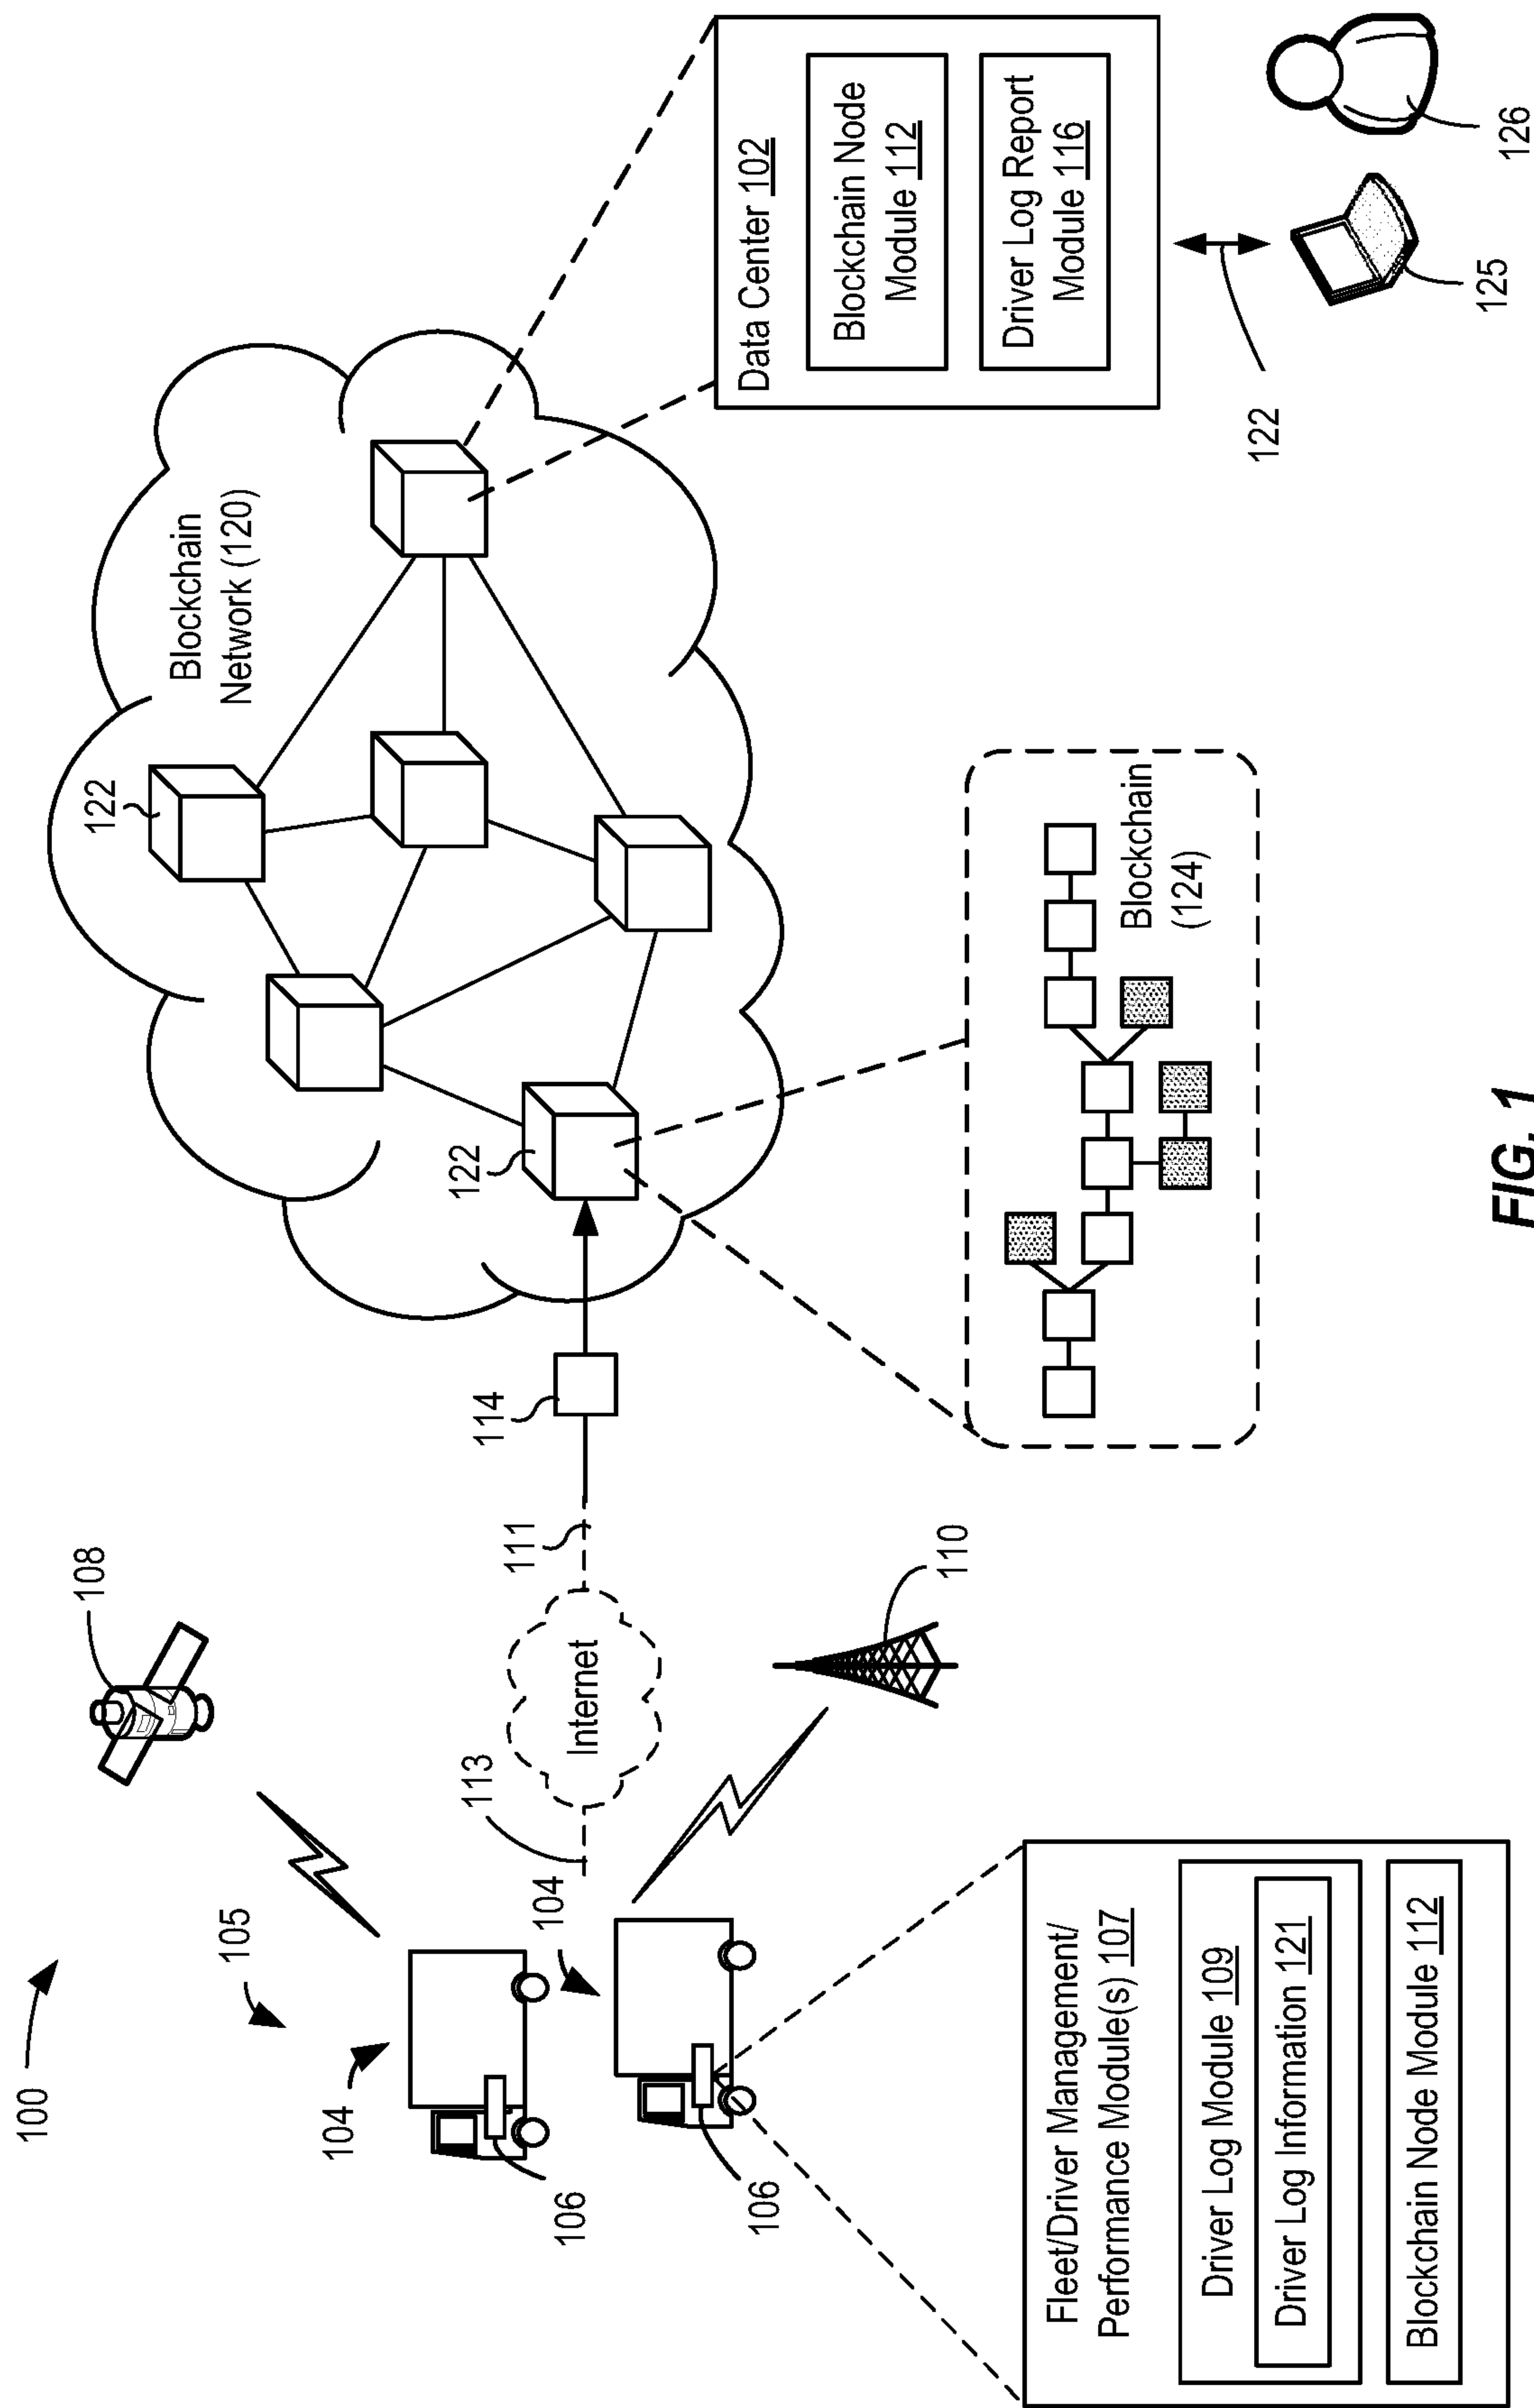 100
105
104
104
106
106
108
113
Internet
111
110
114
122
122
Blockchain
Network (120)
Fleet/Driver Management/
Performance Module(s) 107
Driver Log Module 109
Driver Log Information 121
Blockchain Node Module 112
Blockchain
(124)
Data Center 102
Blockchain Node
Module 112
Driver Log Report
Module 116
122
125
126
FIG. 1